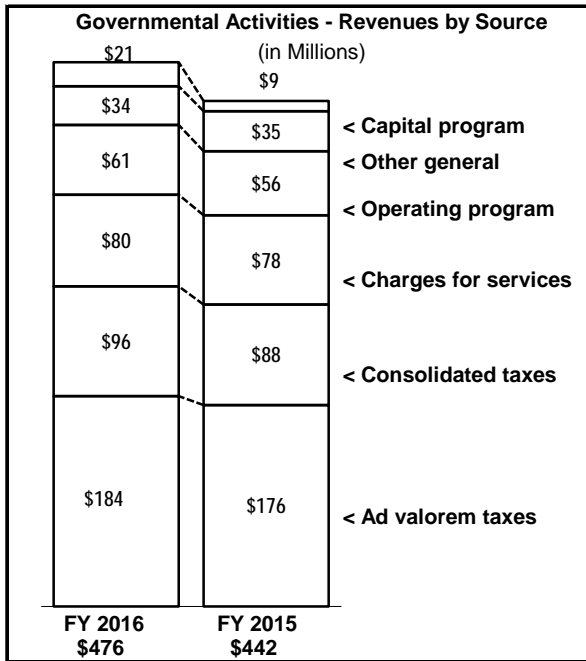 Governmental Activities - Revenues by Source
(in Millions)
$21
$9
$34
$35
< Capital program
< Other general
$61
$56
< Operating program
$80
$78
< Charges for services
$96
$88
< Consolidated taxes
$184
$176
< Ad valorem taxes
FY 2016
FY 2015
$476
$442